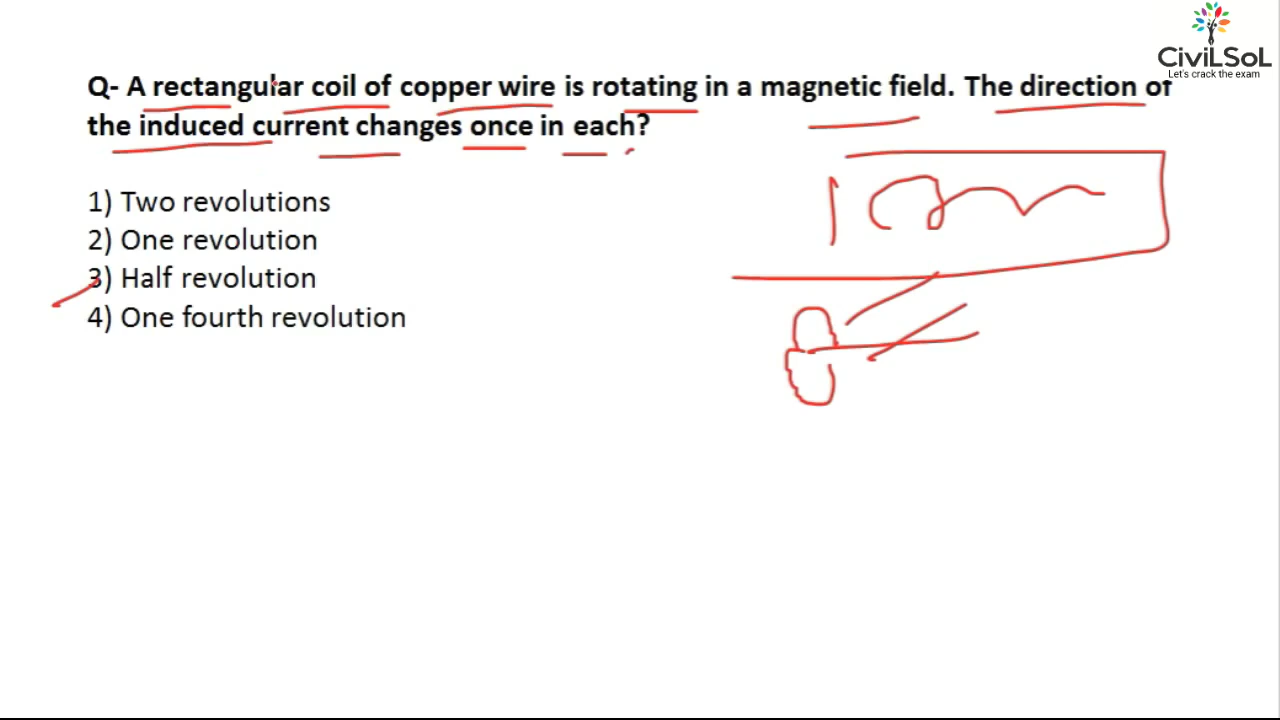 CiViLSoL
Let's crack the exam
Q- A rectangular coil of copper wire is rotating in a magnetic field. The direction of
the induced current changes once in each?
1) Two revolutions
2) One revolution
3) Half revolution
4) One fourth revolution